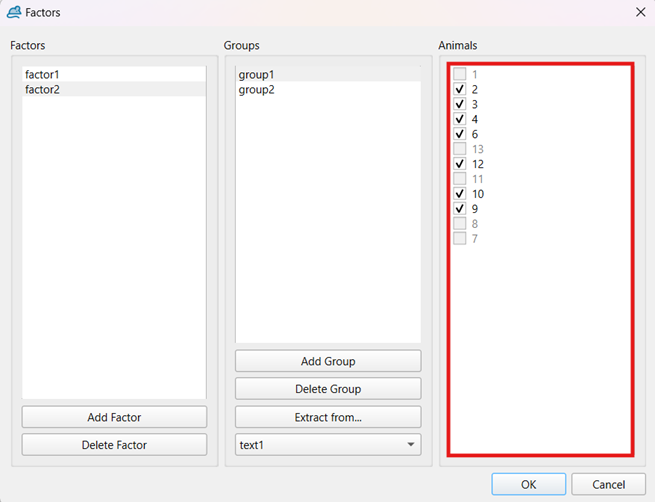 Factors
Factors
factor1
factor2
Add Factor
Delete Factor
Groups
group1
group2
Add Group
Delete Group
Extract from...
text1
Animals
1
2
3
4
6
13
12
11
10
9
8
7
OK
Cancel